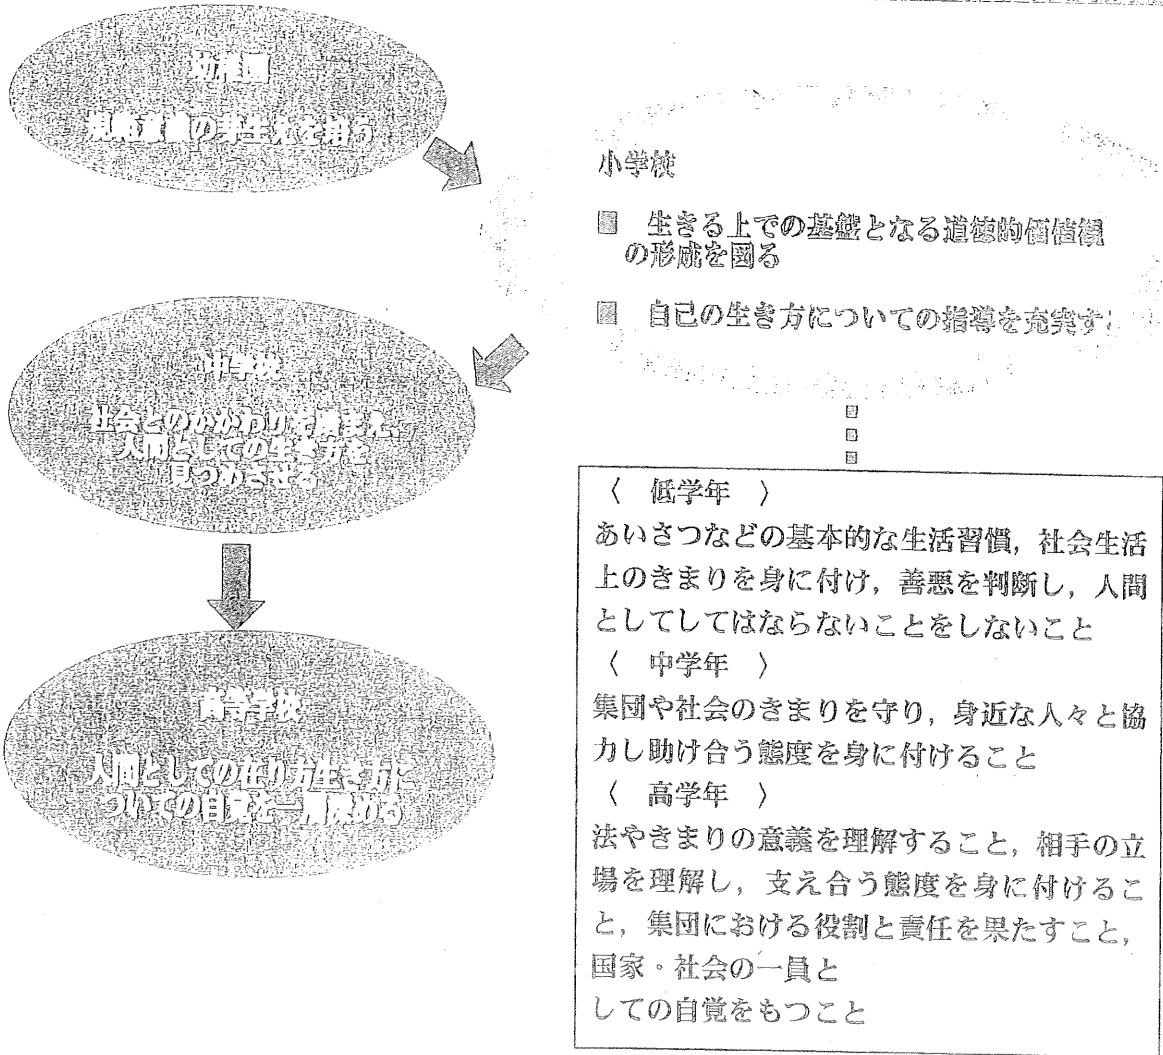 幼稚園
規範意識の芽生えを培う
小学校
■ 生きる上での基盤となる道徳的価値観
の形成を図る
■ 自己の生き方についての指導を充実す
中学校
社会とのかかわりを踏まえ、
人間としての生き方を
見つめさせる
高等学校
人間としての在り方生き方に
ついての自覚を一層深める
〈 低学年 〉
あいさつなどの基本的な生活習慣，社会生活
上のきまりを身に付け，善悪を判断し，人間
としてしてはならないことをしないこと
〈 中学年 〉
集団や社会のきまりを守り，身近な人々と協
力し助け合う態度を身に付けること
〈 高学年 〉
法やきまりの意義を理解すること，相手の立
場を理解し，支え合う態度を身に付けるこ
と，集団における役割と責任を果たすこと，
国家・社会の一員と
しての自覚をもつこと